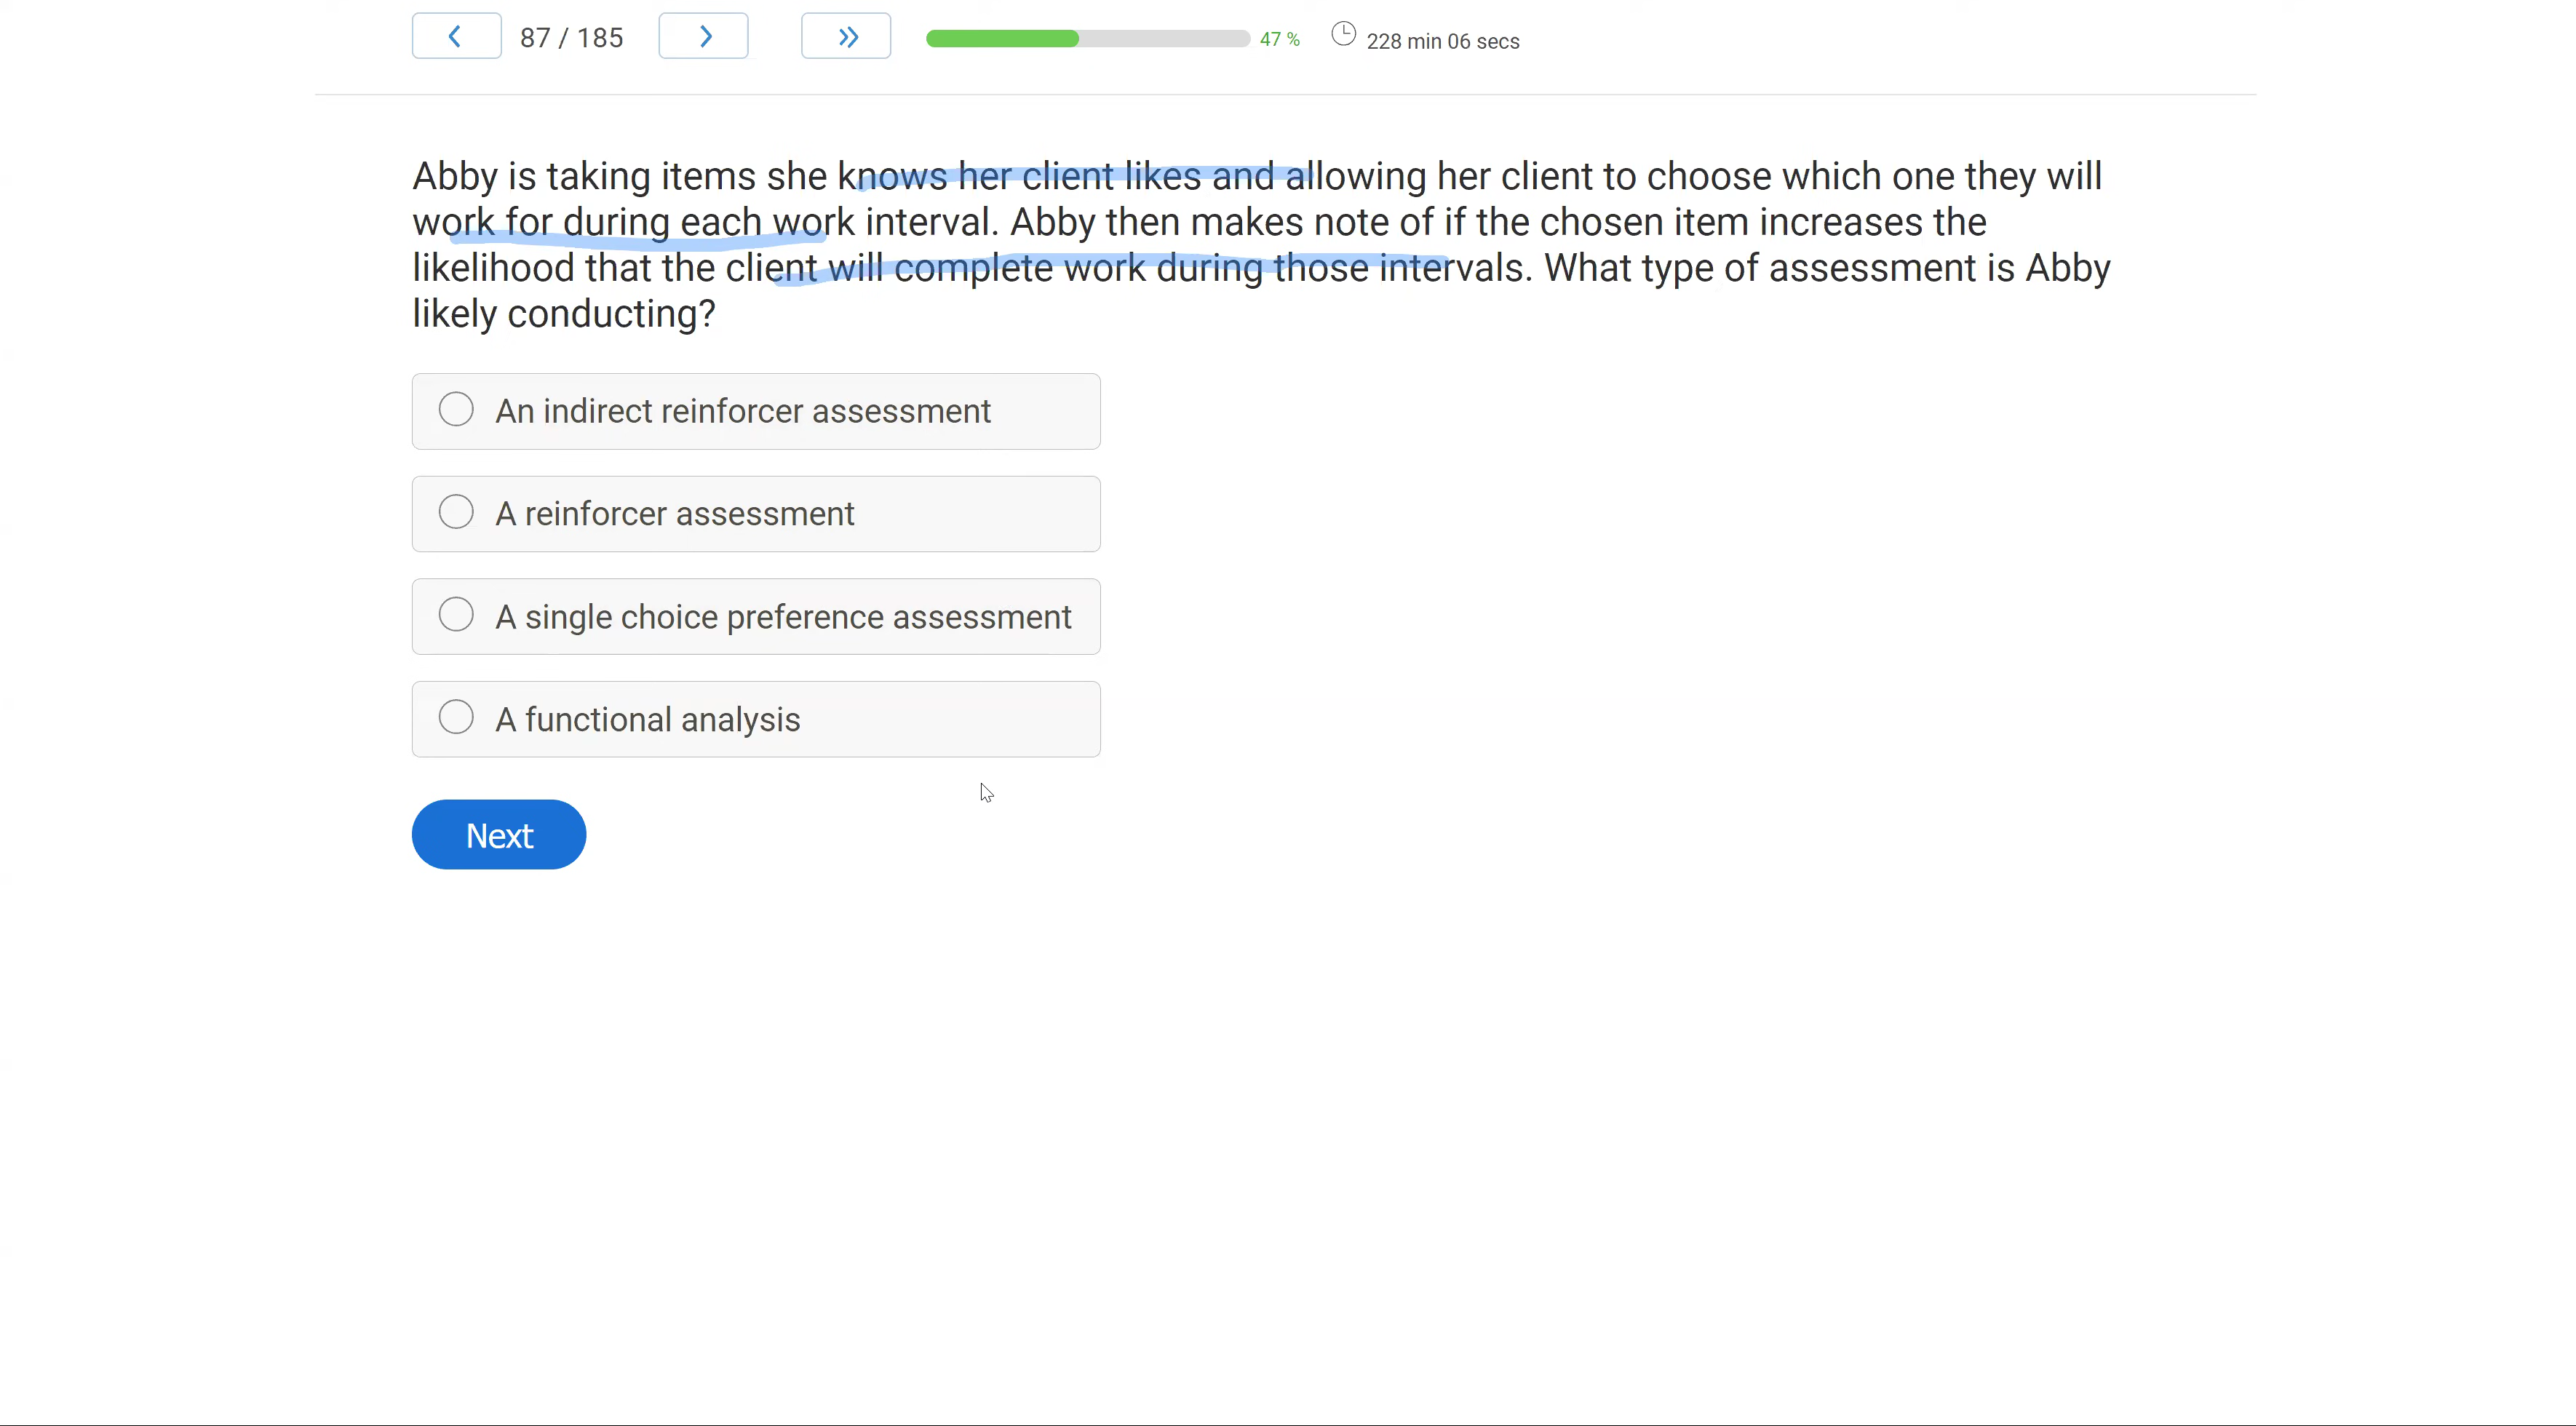 87 / 185
47 %
228 min 06 secs
Abby is taking items she knows her client likes and allowing her client to choose which one they will
work for during each work interval. Abby then makes note of if the chosen item increases the
likelihood that the client will complete work during those intervals. What type of assessment is Abby
likely conducting?
An indirect reinforcer assessment
A reinforcer assessment
A single choice preference assessment
A functional analysis
Next